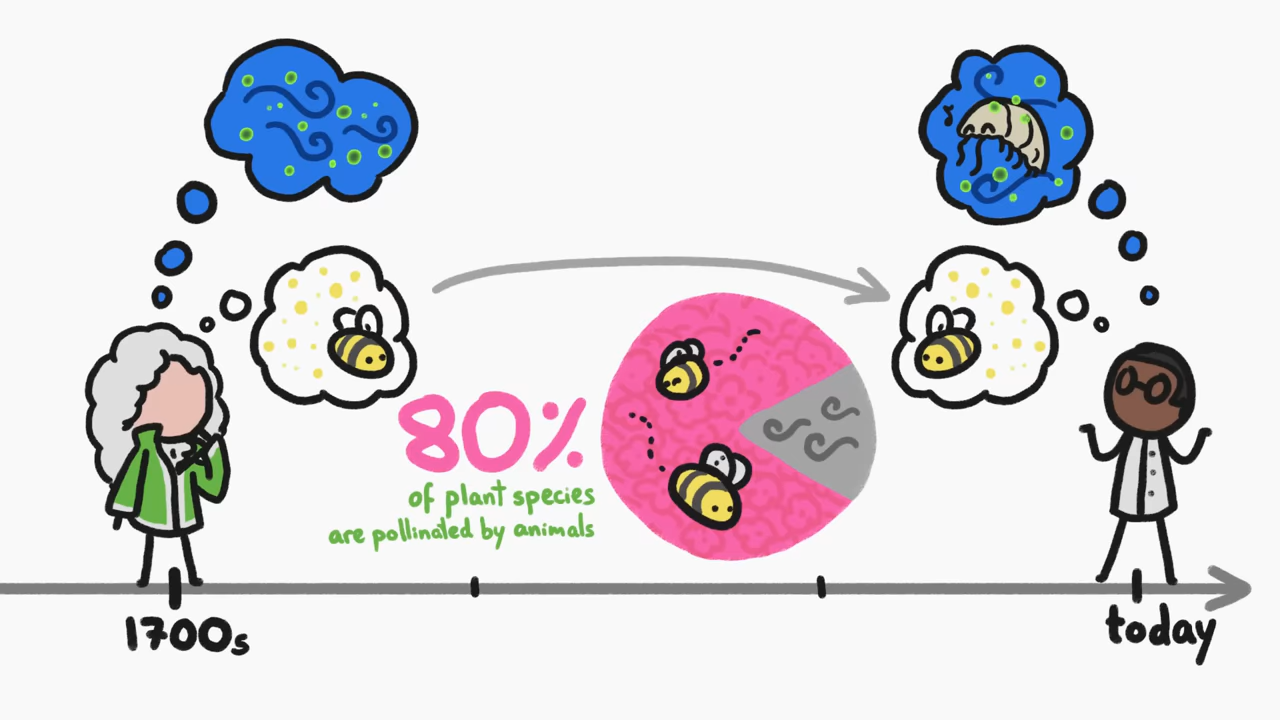 80%
of plant species
are pollinated by animals
1700s
today